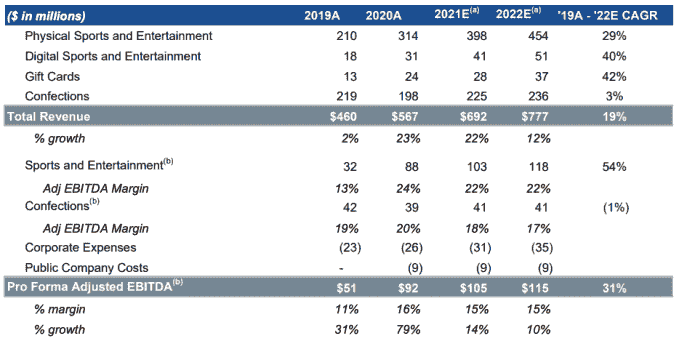 ($ in millions) 2019A 2020A 2021E(a) 2022E(a) '19A - '22E CAGR
Physical Sports and Entertainment 210 314 398 454 29%
Digital Sports and Entertainment 18 31 41 51 40%
Gift Cards 13 24 28 37 42%
Confections 219 198 225 236 3%
Total Revenue $460 $567 $692 $777 19%
% growth 2% 23% 22% 12%
Sports and Entertainment(b) 32 88 103 118 54%
Adj EBITDA Margin 13% 24% 22% 22%
Confections(b) 42 39 41 41 (1%)
Adj EBITDA Margin 19% 20% 18% 17%
Corporate Expenses (23) (26) (31) (35)
Public Company Costs - (9) (9) (9)
Pro Forma Adjusted EBITDA(b) $51 $92 $105 $115 31%
% margin 11% 16% 15% 15%
% growth 31% 79% 14% 10%